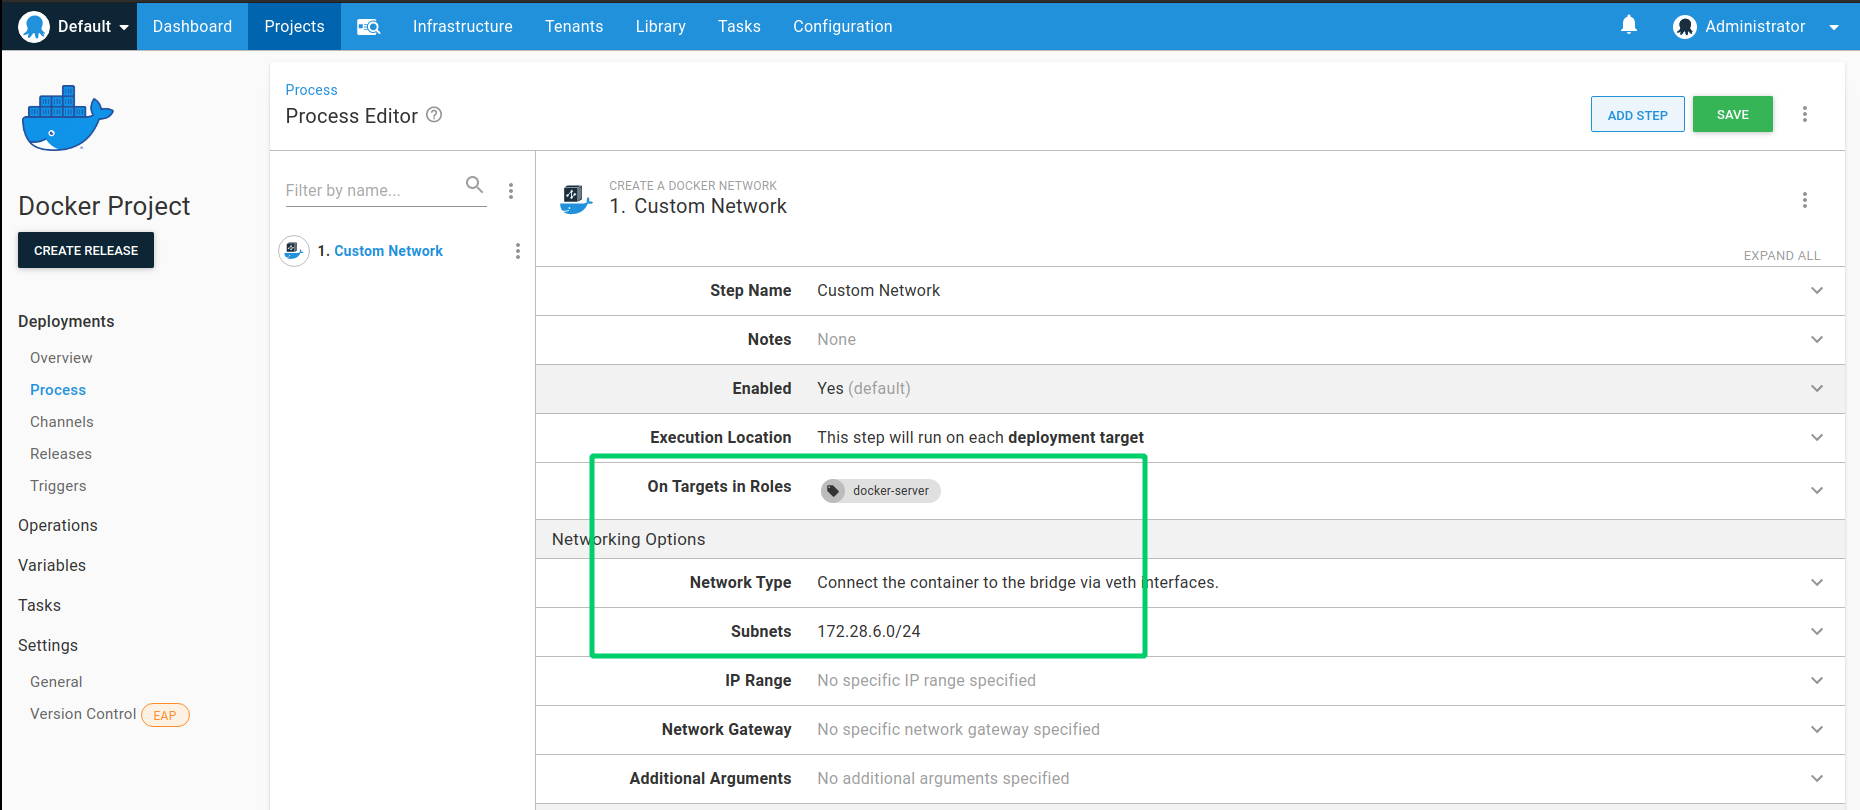 Default
Dashboard
Projects
Infrastructure
Tenants
Library
Tasks
Configuration
Administrator
Docker Project
CREATE RELEASE
Deployments
Overview
Process
Channels
Releases
Triggers
Operations
Variables
Tasks
Settings
General
Version Control EAP
Process
Process Editor
ADD STEP
SAVE
Filter by name...
1. Custom Network
CREATE A DOCKER NETWORK
1. Custom Network
EXPAND ALL
Step Name Custom Network
Notes None
Enabled Yes (default)
Execution Location This step will run on each deployment target
On Targets in Roles docker-server
Networking Options
Network Type Connect the container to the bridge via veth interfaces.
Subnets 172.28.6.0/24
IP Range No specific IP range specified
Network Gateway No specific network gateway specified
Additional Arguments No additional arguments specified